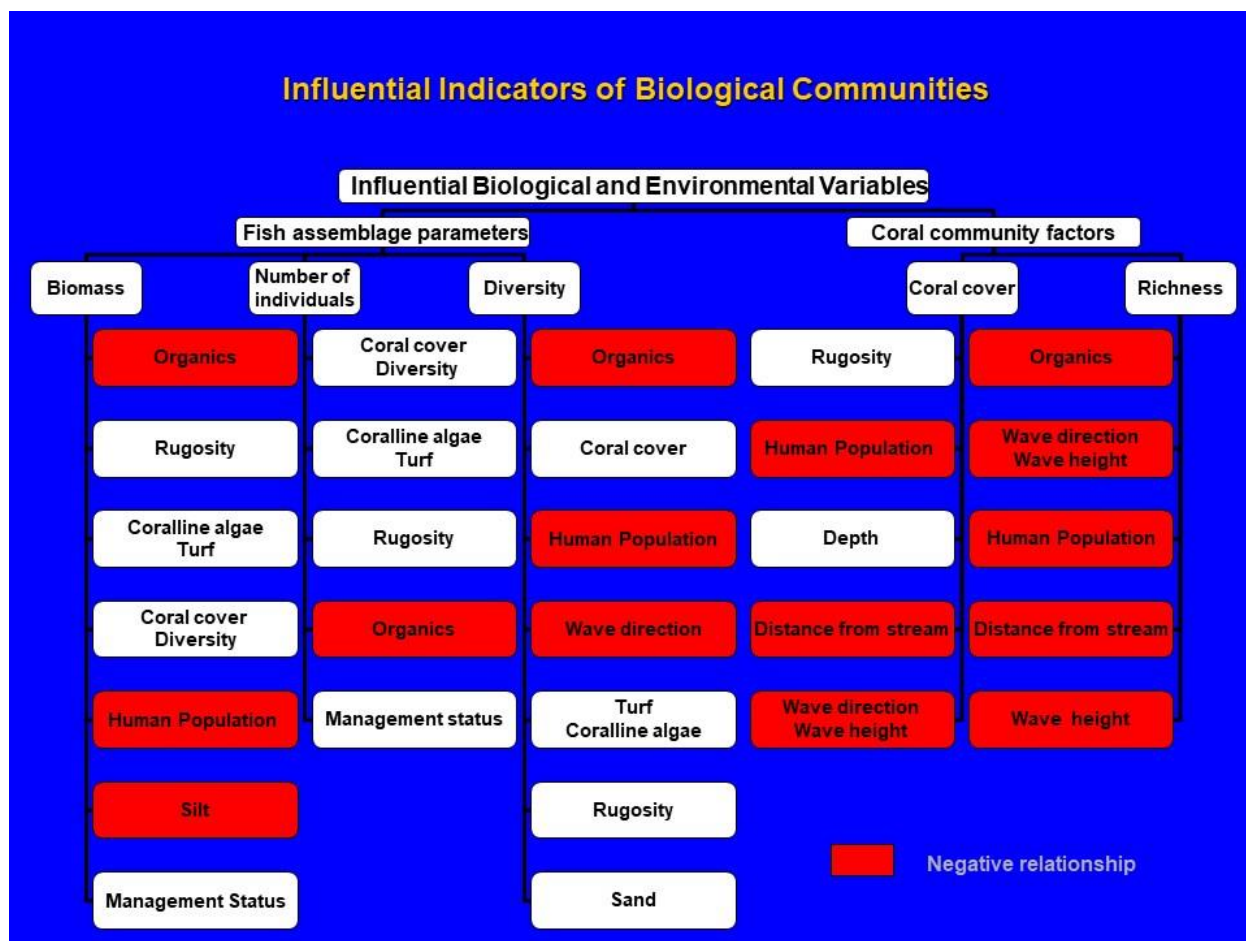 Influential Indicators of Biological Communities
Influential Biological and Environmental Variables
Fish assemblage parameters
Coral community factors
Biomass
Number of
individuals
Diversity
Coral cover
Richness
Organics
Rugosity
Coralline algae
Turf
Coral cover
Diversity
Human Population
Silt
Management Status
Coral cover
Diversity
Coralline algae
Turf
Rugosity
Organics
Management status
Organics
Coral cover
Human Population
Wave direction
Turf
Coralline algae
Rugosity
Sand
Rugosity
Human Population
Depth
Distance from stream
Wave direction
Wave height
Organics
Wave direction
Wave height
Human Population
Distance from stream
Wave height
Negative relationship